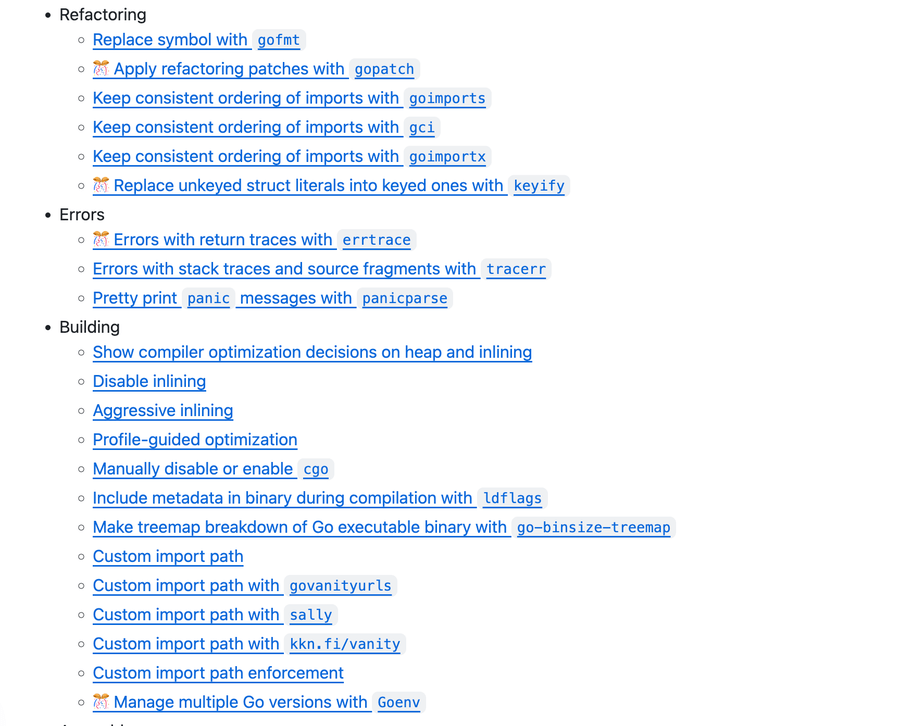 Refactoring
Replace symbol with gofmt
🎊 Apply refactoring patches with gopatch
Keep consistent ordering of imports with goimports
Keep consistent ordering of imports with gci
Keep consistent ordering of imports with goimportx
🎊 Replace unkeyed struct literals into keyed ones with keyify
Errors
🎊 Errors with return traces with errtrace
Errors with stack traces and source fragments with tracerr
Pretty print panic messages with panicparse
Building
Show compiler optimization decisions on heap and inlining
Disable inlining
Aggressive inlining
Profile-guided optimization
Manually disable or enable cgo
Include metadata in binary during compilation with ldflags
Make treemap breakdown of Go executable binary with go-binsize-treemap
Custom import path
Custom import path with govanityurls
Custom import path with sally
Custom import path with kkn.fi/vanity
Custom import path enforcement
🎊 Manage multiple Go versions with Goenv